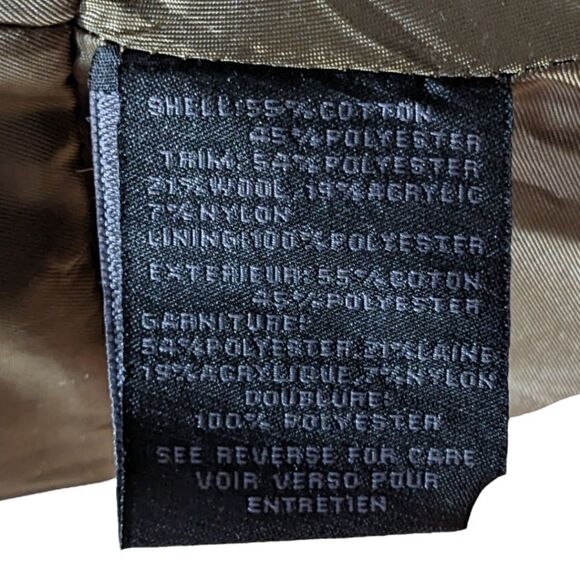 SHELL: 55% COTTON
45% POLYESTER
TRIM: 54% POLYESTER
21% WOOL 19% ACRYLIC
7% NYLON
LINING: 100% POLYESTER
EXTERIEUR: 55% COTON
45% POLYESTER
GARNITURE:
54% POLYESTER 21% LAINE
19% ACRYLIQUE 7% NYLON
DOUBLURE:
100% POLYESTER
SEE REVERSE FOR CARE
VOIR VERSO POUR
ENTRETIEN